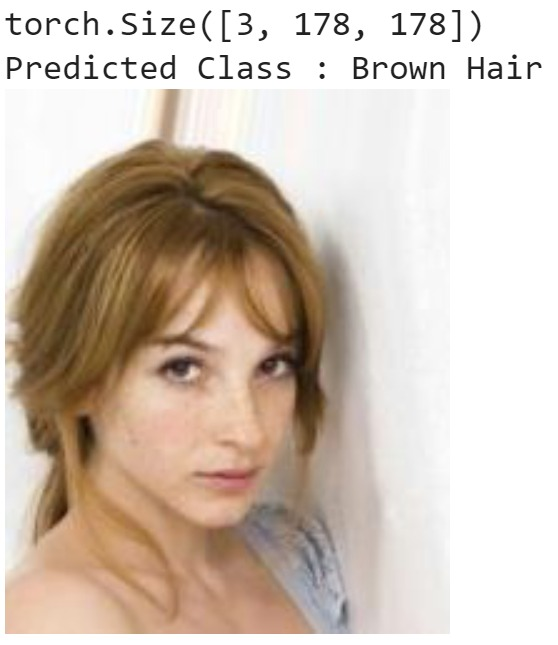 torch.Size([3, 178, 178])
Predicted Class : Brown Hair